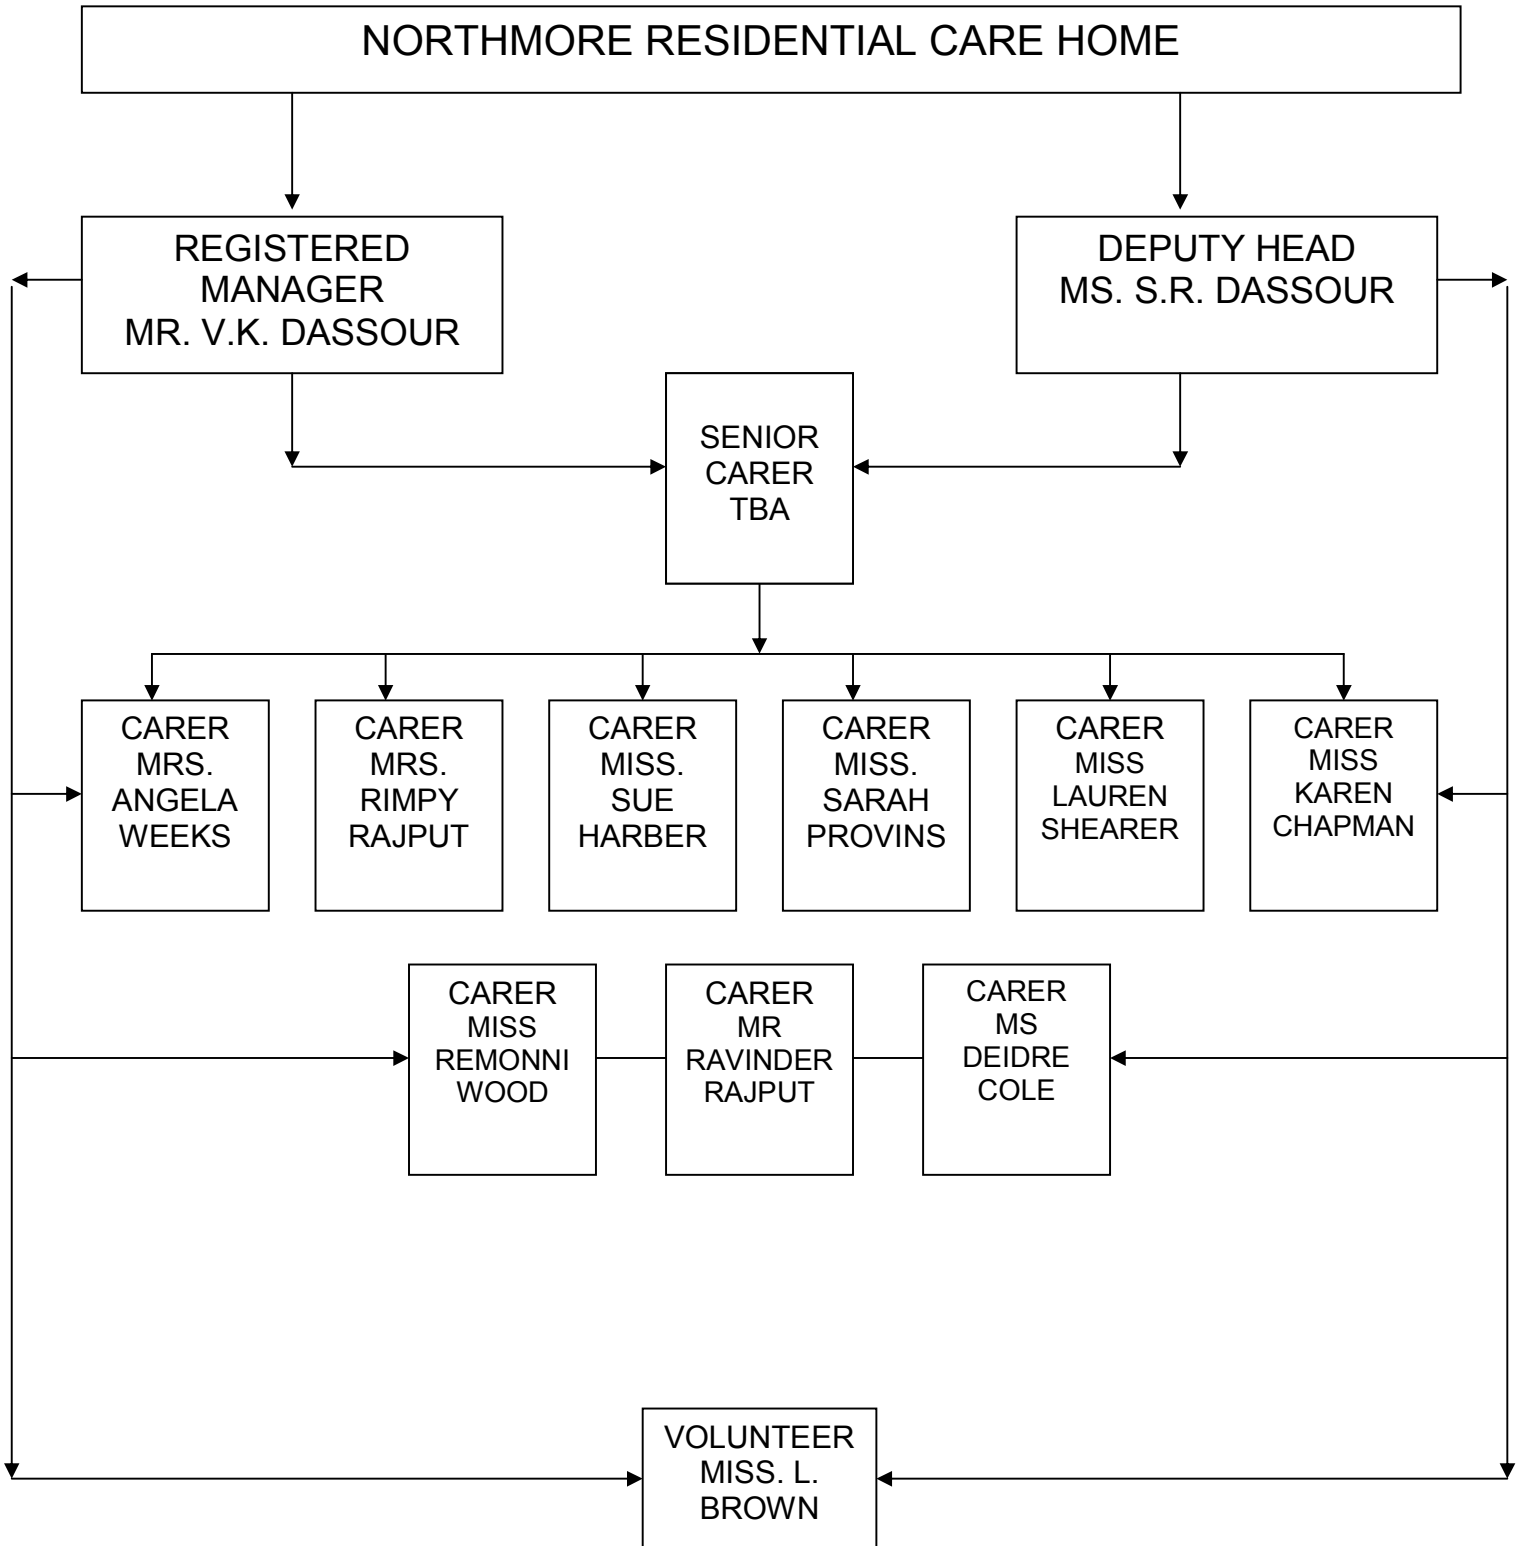 NORTHMORE RESIDENTIAL CARE HOME
REGISTERED
MANAGER
MR. V.K. DASSOUR
DEPUTY HEAD
MS. S.R. DASSOUR
SENIOR
CARER
TBA
CARER
MRS.
ANGELA
WEEKS
CARER
MRS.
RIMPY
RAJPUT
CARER
MISS.
SUE
HARBER
CARER
MISS.
SARAH
PROVINS
CARER
MISS
LAUREN
SHEARER
CARER
MISS
KAREN
CHAPMAN
CARER
MISS
REMONNI
WOOD
CARER
MR
RAVINDER
RAJPUT
CARER
MS
DEIDRE
COLE
VOLUNTEER
MISS. L.
BROWN